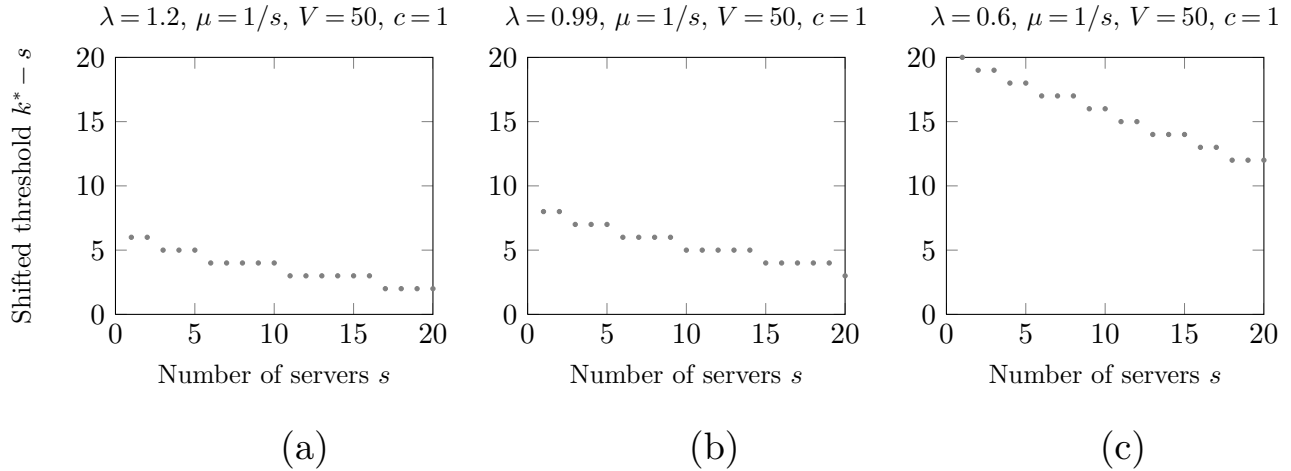 λ = 1.2, μ = 1/s, V = 50, c = 1
Shifted threshold k* − s
20
15
10
5
0
0 5 10 15 20
Number of servers s
(a)
λ = 0.99, μ = 1/s, V = 50, c = 1
20
15
10
5
0
0 5 10 15 20
Number of servers s
(b)
λ = 0.6, μ = 1/s, V = 50, c = 1
20
15
10
5
0
0 5 10 15 20
Number of servers s
(c)